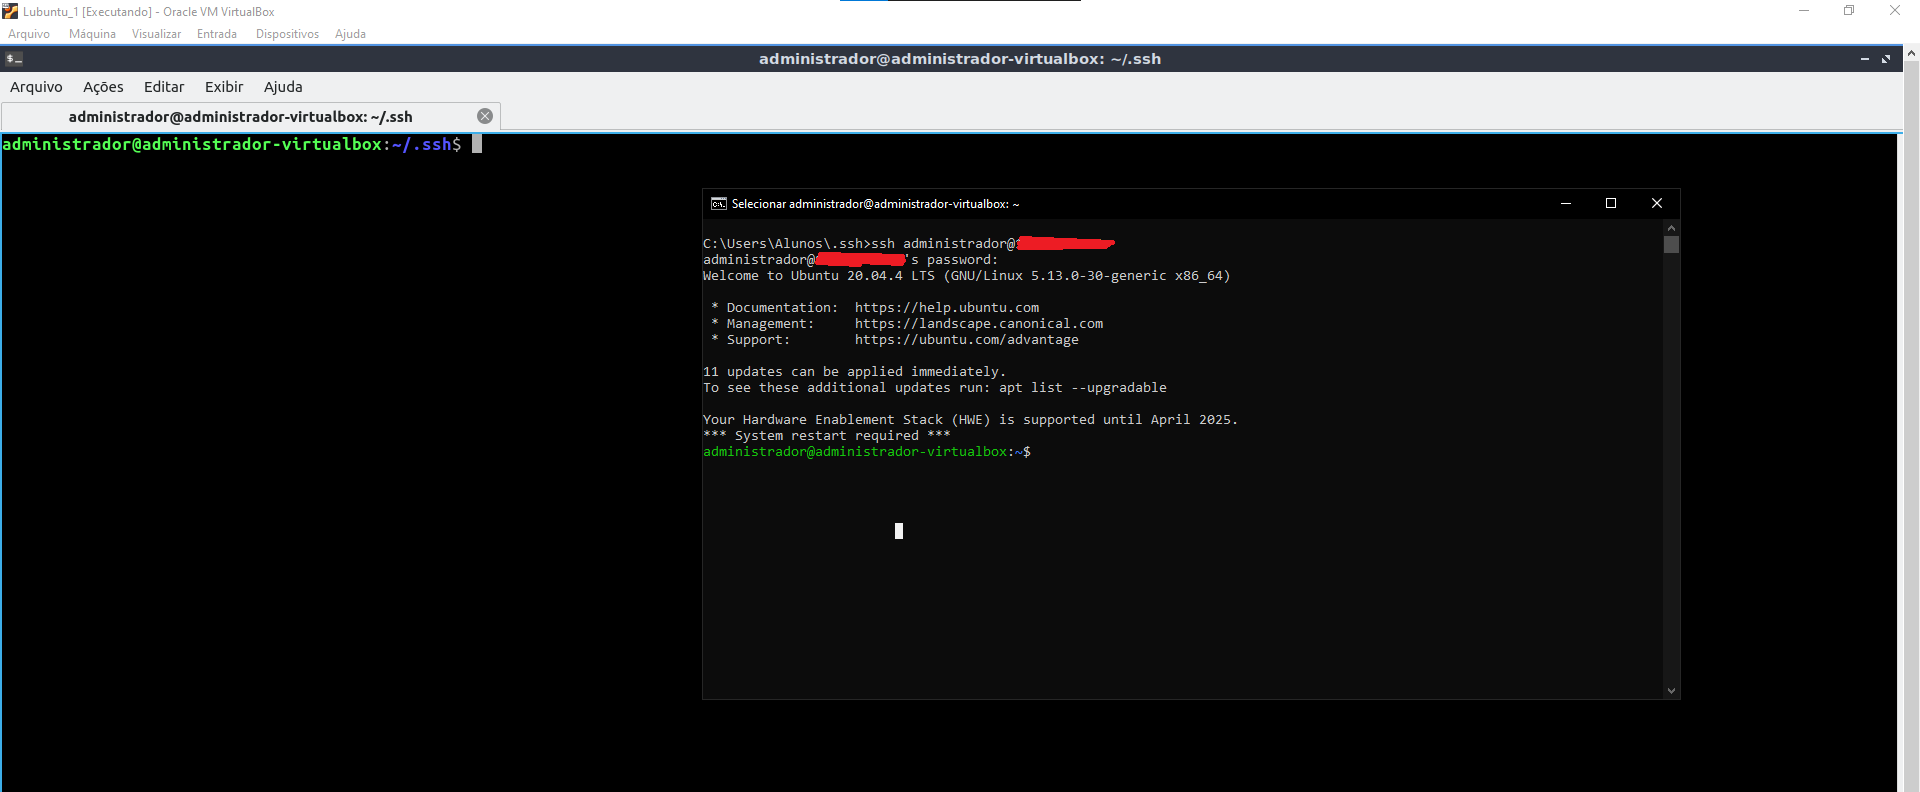 Lubuntu_1 [Executando] - Oracle VM VirtualBox
Arquivo Máquina Visualizar Entrada Dispositivos Ajuda
administrador@administrador-virtualbox: ~/.ssh
Arquivo Ações Editar Exibir Ajuda
administrador@administrador-virtualbox: ~/.ssh
administrador@administrador-virtualbox:~/.ssh$
Selecionar administrador@administrador-virtualbox: ~
C:\Users\Alunos\.ssh>ssh administrador@
administrador@'s password:
Welcome to Ubuntu 20.04.4 LTS (GNU/Linux 5.13.0-30-generic x86_64)
* Documentation: https://help.ubuntu.com
* Management: https://landscape.canonical.com
* Support: https://ubuntu.com/advantage
11 updates can be applied immediately.
To see these additional updates run: apt list --upgradable
Your Hardware Enablement Stack (HWE) is supported until April 2025.
*** System restart required ***
administrador@administrador-virtualbox:~$